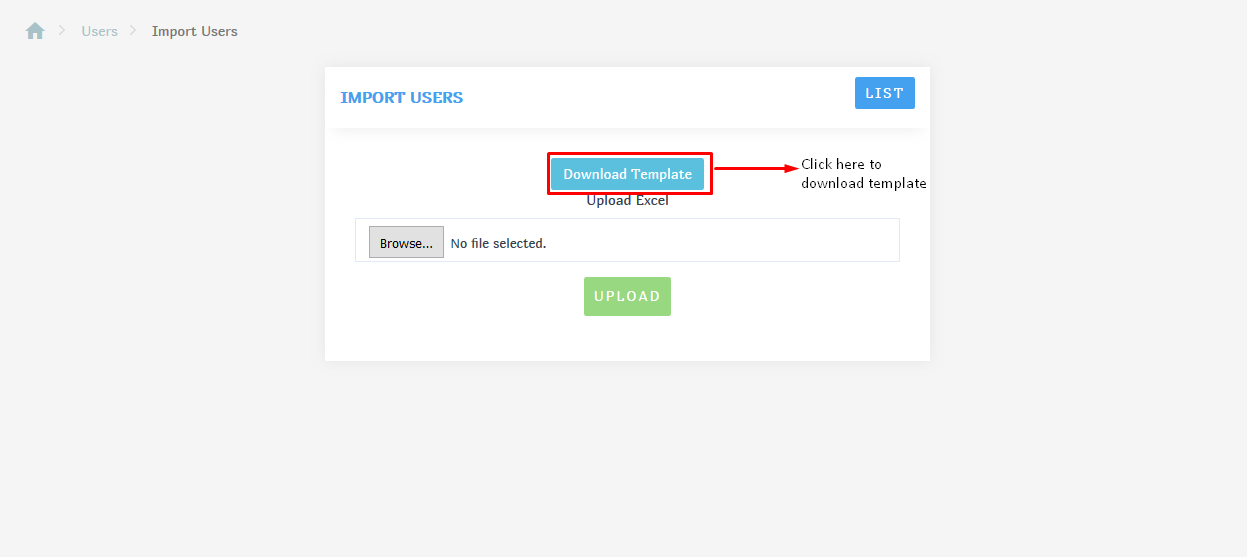 Users
Import Users
IMPORT USERS
LIST
Download Template
Click here to
download template
Upload Excel
Browse... No file selected.
UPLOAD